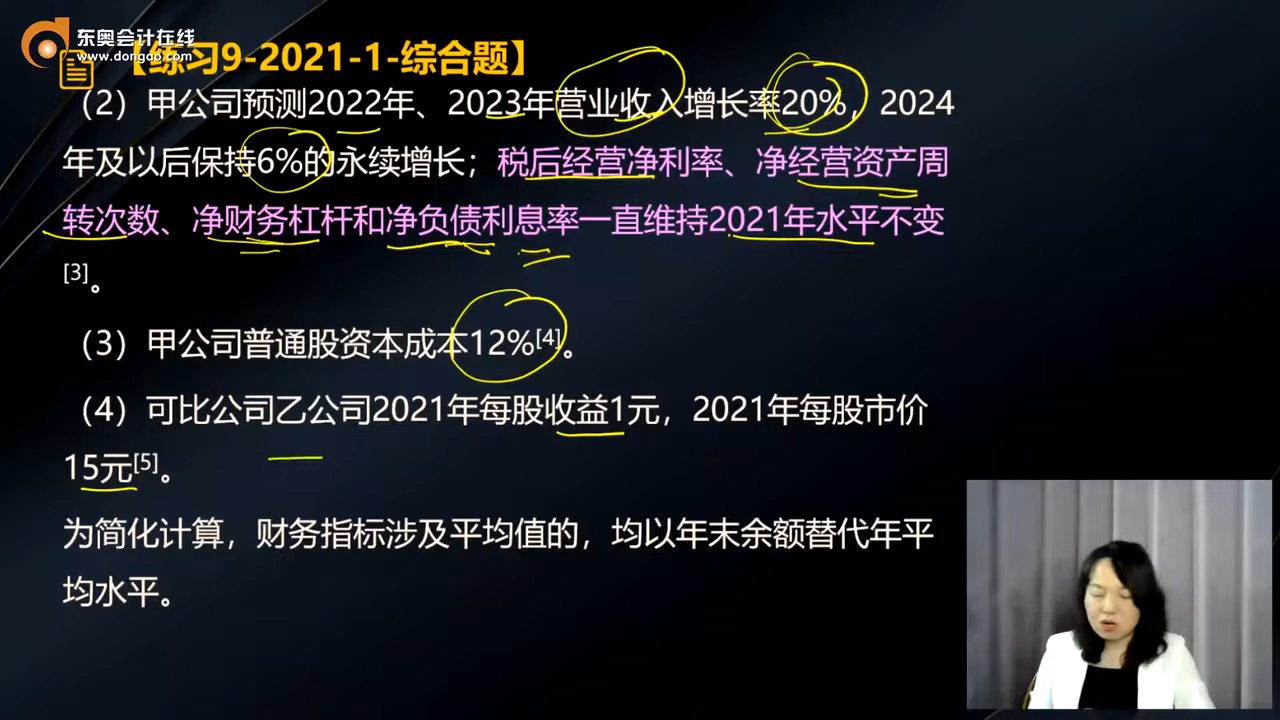 东奥会计在线
www.dongao.com
【练习9-2021-1-综合题】
（2）甲公司预测2022年、2023年营业收入增长率20%，2024
年及以后保持6%的永续增长；税后经营净利率、净经营资产周
转次数、净财务杠杆和净负债利息率一直维持2021年水平不变
[3]。
（3）甲公司普通股资本成本12%[4]。
（4）可比公司乙公司2021年每股收益1元，2021年每股市价
15元[5]。
为简化计算，财务指标涉及平均值的，均以年末余额替代年平
均水平。